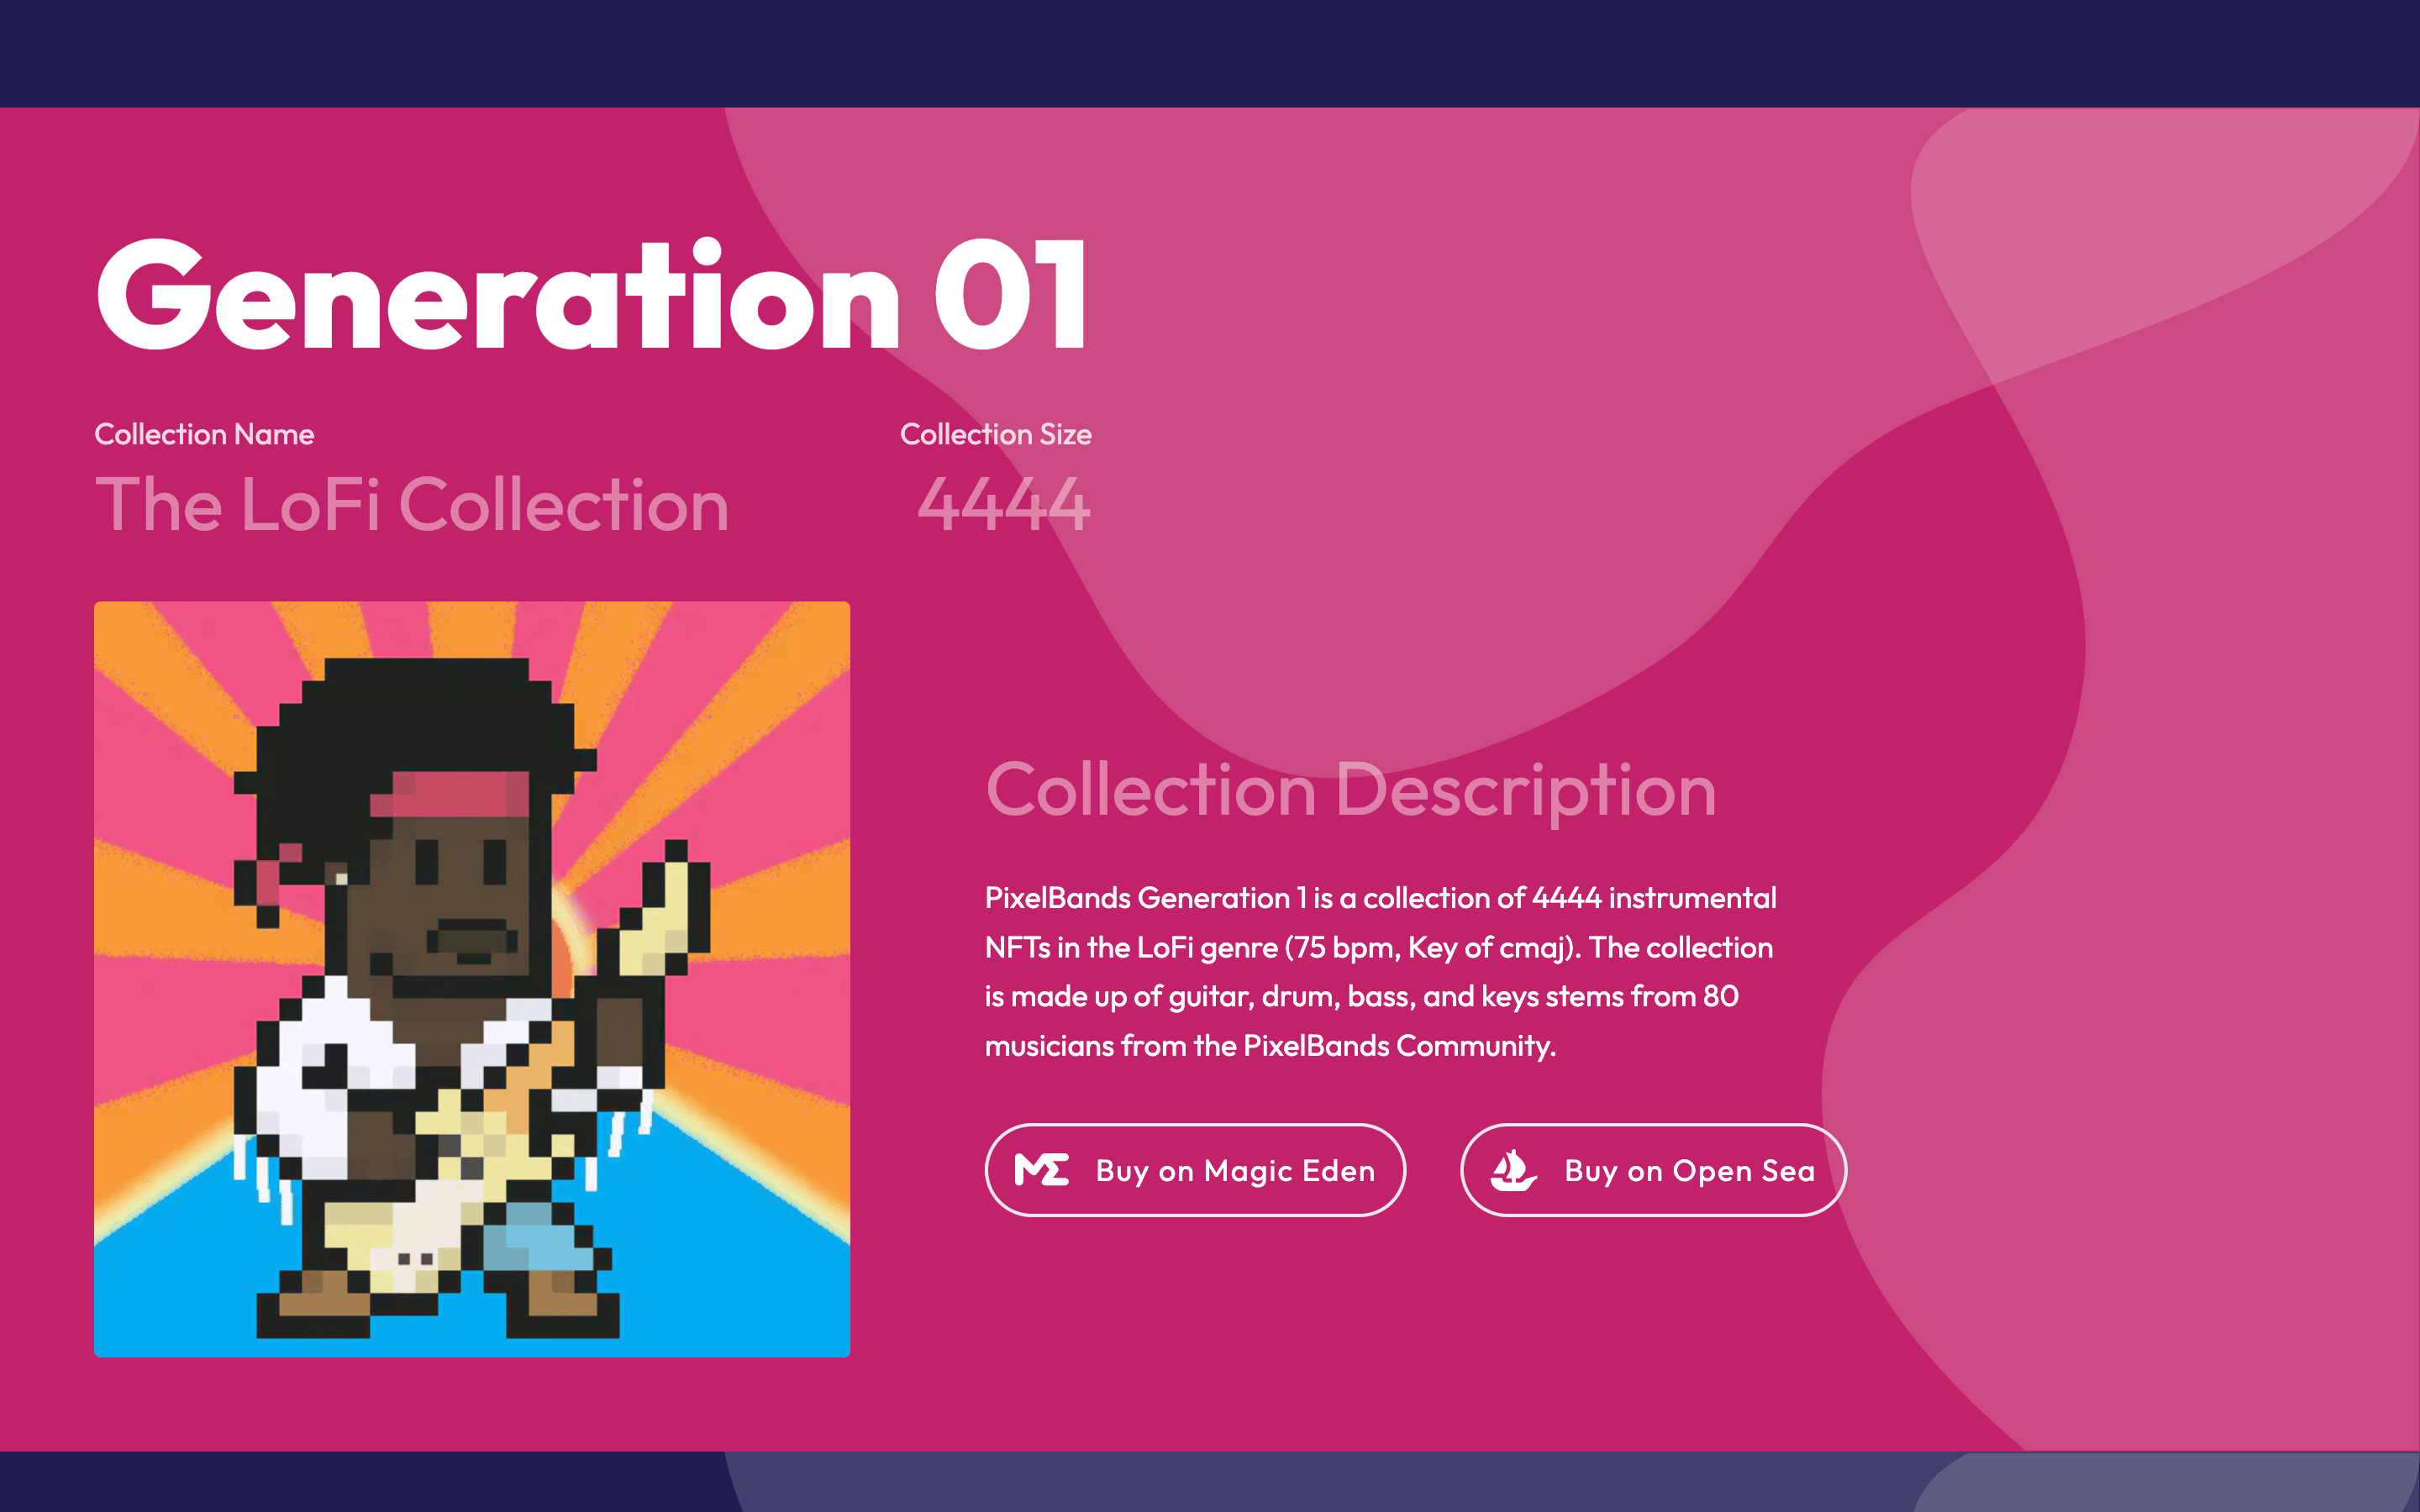 Generation 01
Collection Name
Collection Size
The LoFi Collection
4444
Collection Description
PixelBands Generation 1 is a collection of 4444 instrumental
NFTs in the LoFi genre (75 bpm, Key of cmaj). The collection
is made up of guitar, drum, bass, and keys stems from 80
musicians from the PixelBands Community.
ME Buy on Magic Eden
Buy on Open Sea